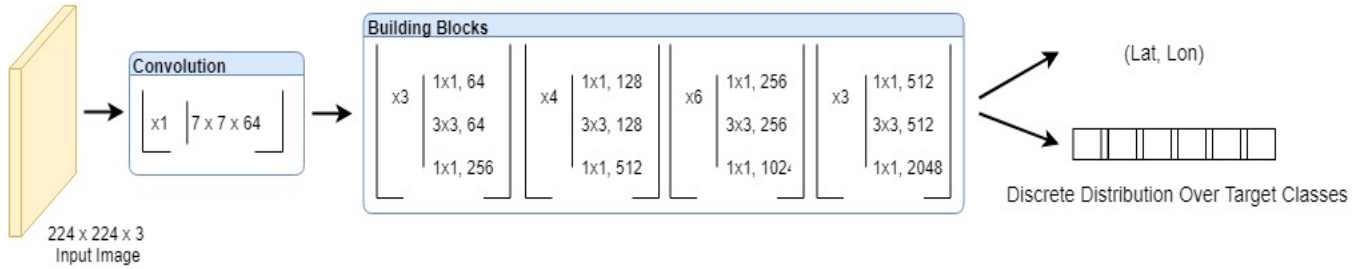 224 x 224 x 3
Input Image
Convolution
x1
7 x 7 x 64
Building Blocks
x3
1x1, 64
3x3, 64
1x1, 256
x4
1x1, 128
3x3, 128
1x1, 512
x6
1x1, 256
3x3, 256
1x1, 1024
x3
1x1, 512
3x3, 512
1x1, 2048
(Lat, Lon)
Discrete Distribution Over Target Classes